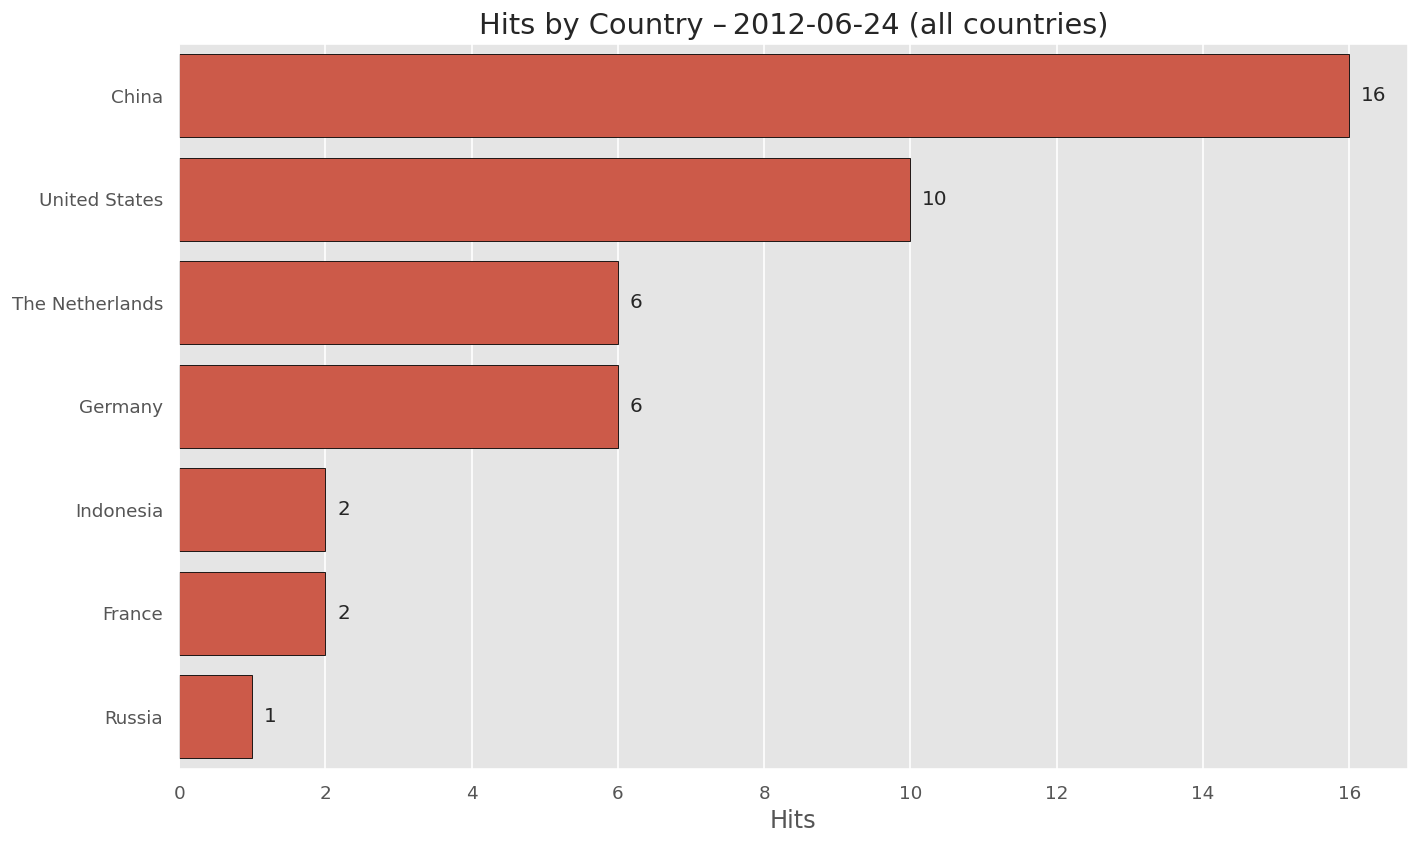 Hits by Country – 2012-06-24 (all countries)
China 16
United States 10
The Netherlands 6
Germany 6
Indonesia 2
France 2
Russia 1
0 2 4 6 8 10 12 14 16
Hits